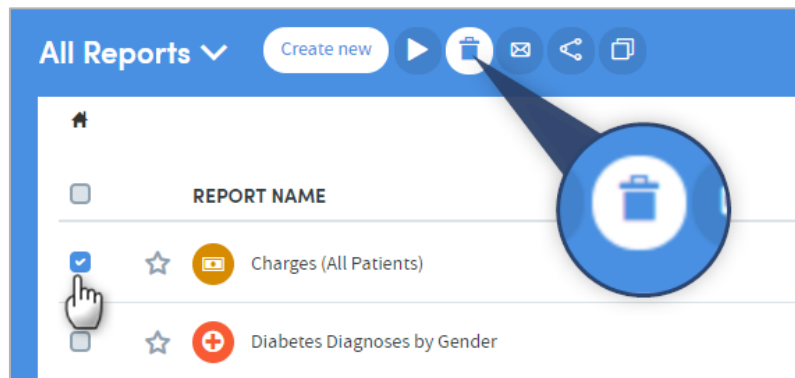 All Reports
Create new
REPORT NAME
Charges (All Patients)
Diabetes Diagnoses by Gender